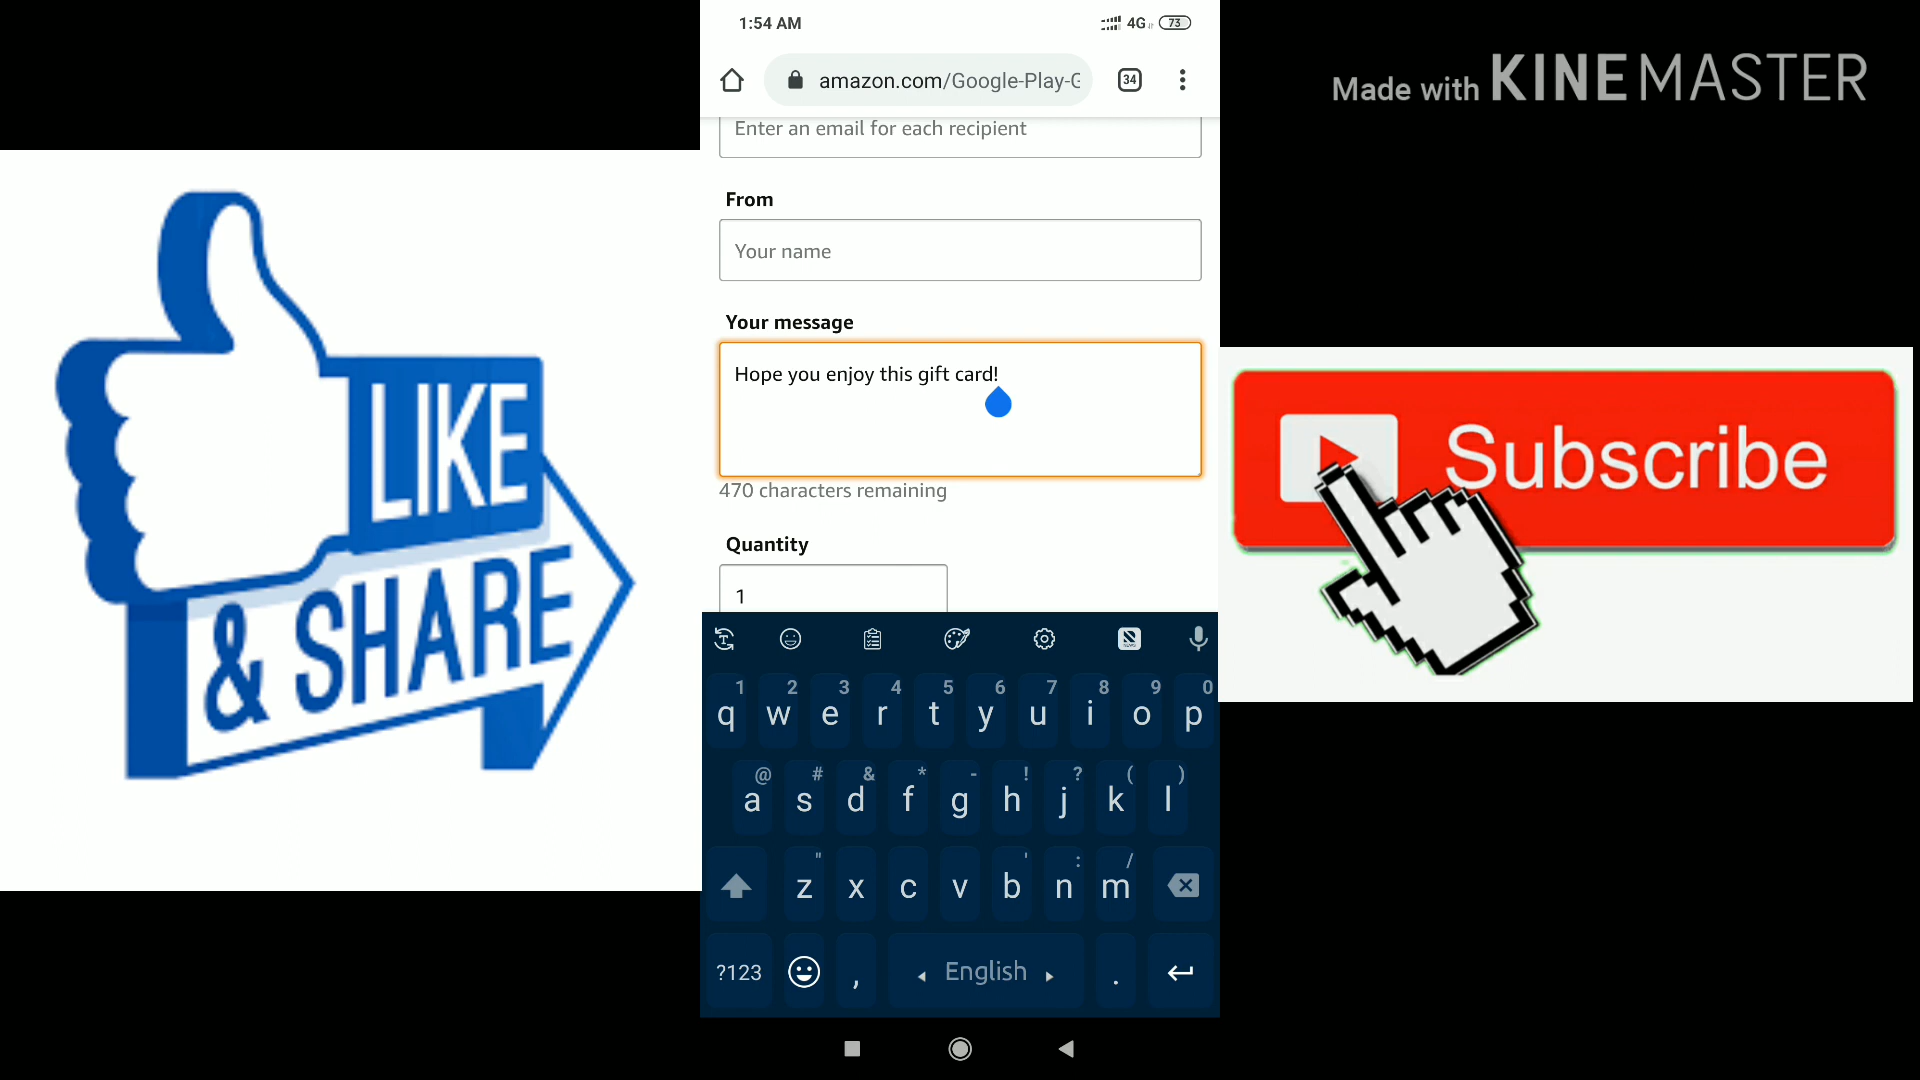 1:54 AM
4G
73
amazon.com/Google-Play-G
34
Enter an email for each recipient
From
Your name
Your message
Hope you enjoy this gift card!
470 characters remaining
Quantity
1
1 2 3 4 5 6 7 8 9 0
q w e r t y u i o p
@ # & * - ! ? ( )
a s d f g h j k l
" ' : /
z x c v b n m
?123 , English .
LIKE
& SHARE
Made with KINEMASTER
Subscribe